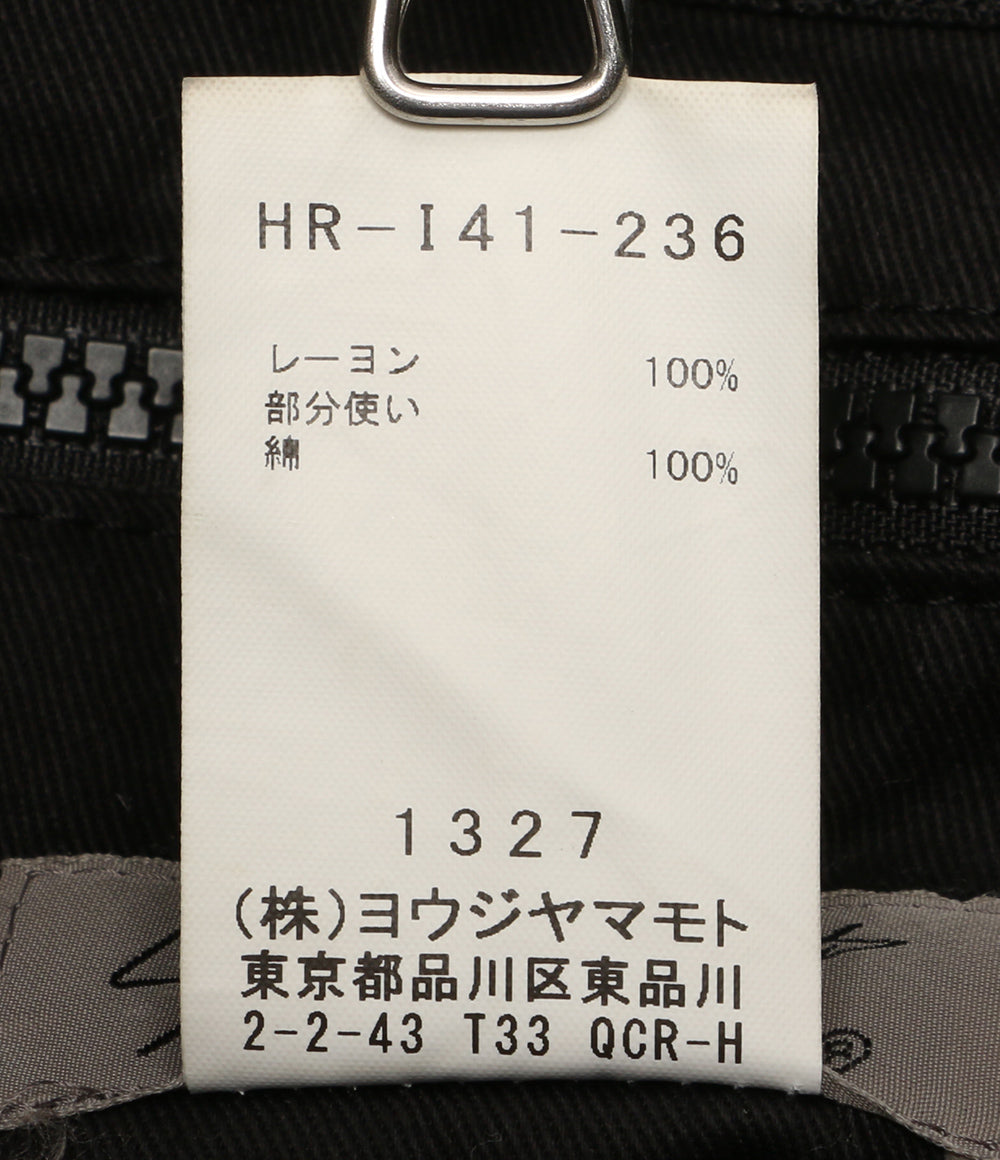 HR-I41-236
レーヨン 100%
部分使い
綿 100%
1327
(株)ヨウジヤマモト
東京都品川区東品川
2-2-43 T33 QCR-H
®